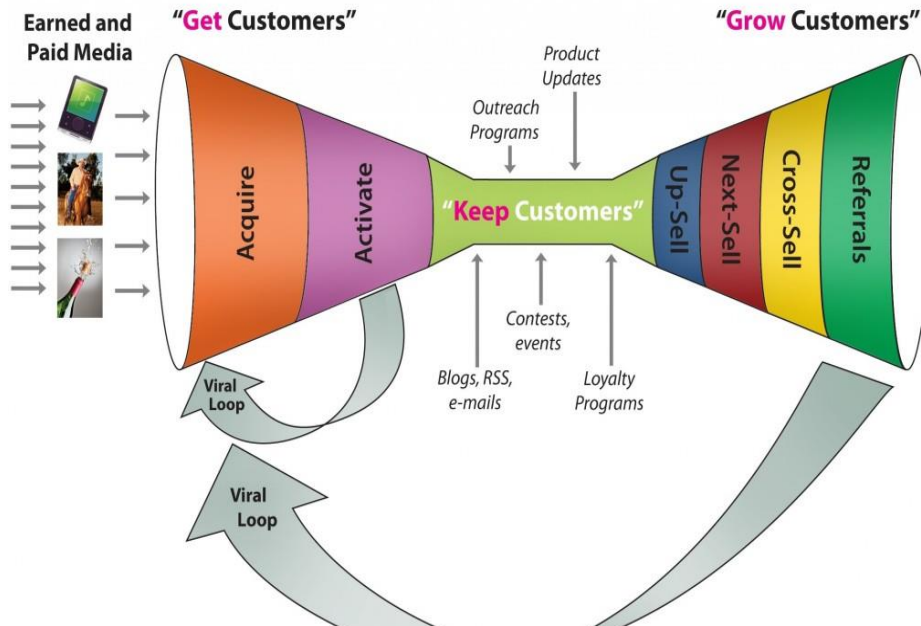 Earned and
Paid Media
"Get Customers"
"Grow Customers"
Product
Updates
Outreach
Programs
Acquire
Activate
"Keep Customers"
Up-Sell
Next-Sell
Cross-Sell
Referrals
Contests,
events
Blogs, RSS,
e-mails
Loyalty
Programs
Viral
Loop
Viral
Loop